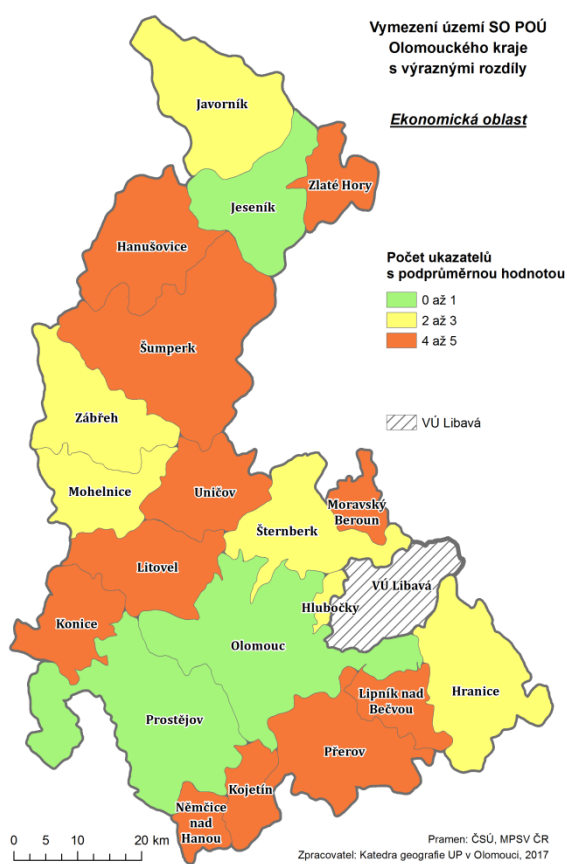 Vymezení území SO POÚ
Olomouckého kraje
s výraznými rozdíly
Ekonomická oblast
Javorník
Zlaté Hory
Jeseník
Hanušovice
Počet ukazatelů
s podprůměrnou hodnotou
0 až 1
2 až 3
4 až 5
VÚ Libavá
Šumperk
Zábřeh
Mohelnice
Uničov
Moravský
Beroun
Šternberk
Litovel
VÚ Libavá
Hlubočky
Konice
Olomouc
Hranice
Lipník nad
Bečvou
Prostějov
Přerov
Kojetín
Němčice
nad
Hanou
0 5 10 20 km
Pramen: ČSÚ, MPSV ČR
Zpracovatel: Katedra geografie UP v Olomouci, 2017